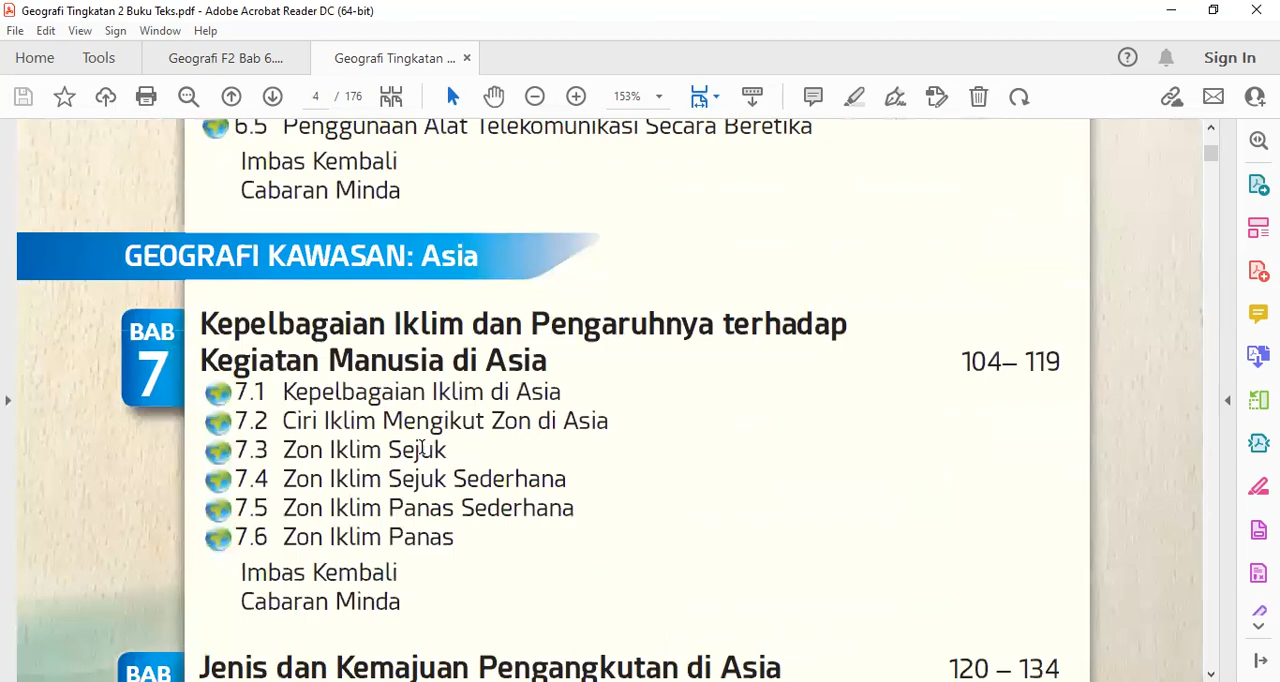 Geografi Tingkatan 2 Buku Teks.pdf - Adobe Acrobat Reader DC (64-bit)
File Edit View Sign Window Help
Home Tools Geografi F2 Bab 6.... Geografi Tingkatan ... × Sign In
4 / 176 153%
6.5 Penggunaan Alat Telekomunikasi Secara Beretika
Imbas Kembali
Cabaran Minda
GEOGRAFI KAWASAN: Asia
BAB 7
Kepelbagaian Iklim dan Pengaruhnya terhadap
Kegiatan Manusia di Asia 104– 119
7.1 Kepelbagaian Iklim di Asia
7.2 Ciri Iklim Mengikut Zon di Asia
7.3 Zon Iklim Sejuk
7.4 Zon Iklim Sejuk Sederhana
7.5 Zon Iklim Panas Sederhana
7.6 Zon Iklim Panas
Imbas Kembali
Cabaran Minda
BAB
Jenis dan Kemajuan Pengangkutan di Asia 120 – 134